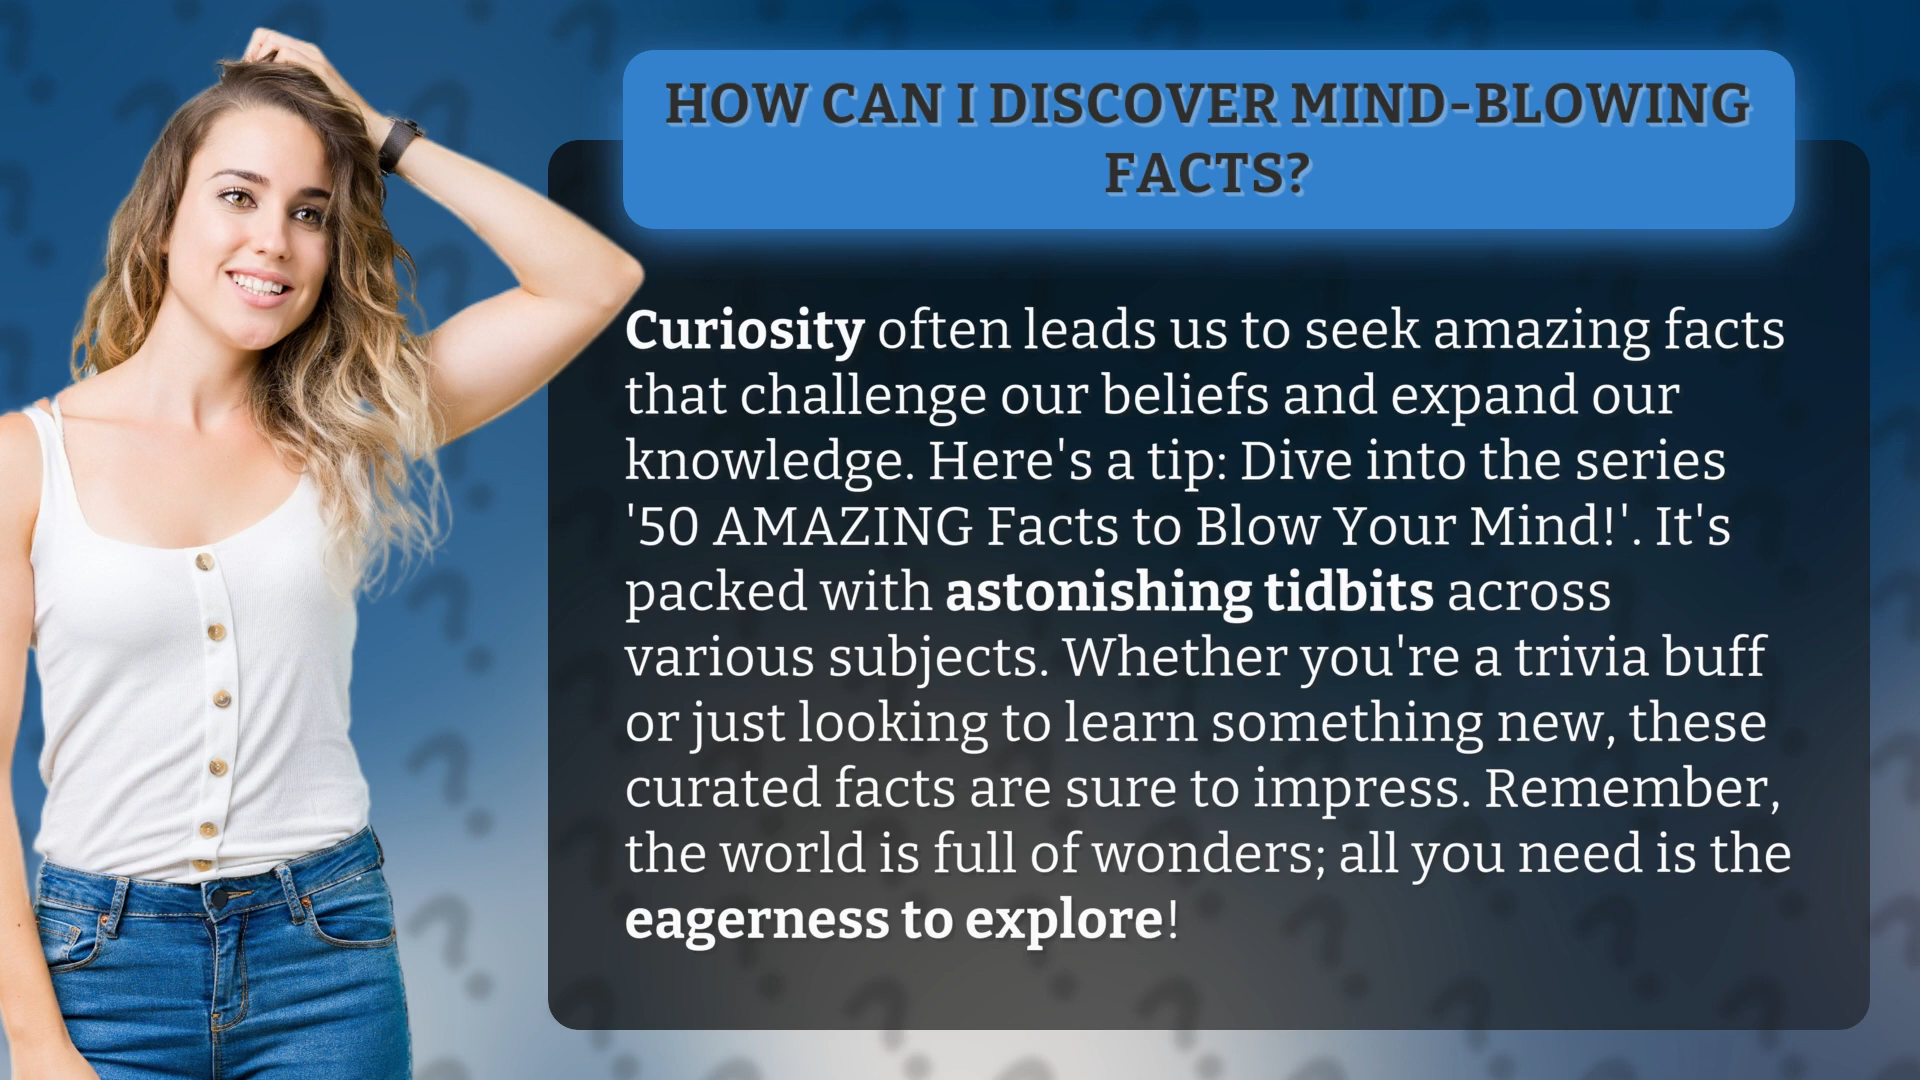 HOW CAN I DISCOVER MIND-BLOWING
FACTS?
Curiosity often leads us to seek amazing facts
that challenge our beliefs and expand our
knowledge. Here's a tip: Dive into the series
'50 AMAZING Facts to Blow Your Mind!'. It's
packed with astonishing tidbits across
various subjects. Whether you're a trivia buff
or just looking to learn something new, these
curated facts are sure to impress. Remember,
the world is full of wonders; all you need is the
eagerness to explore!